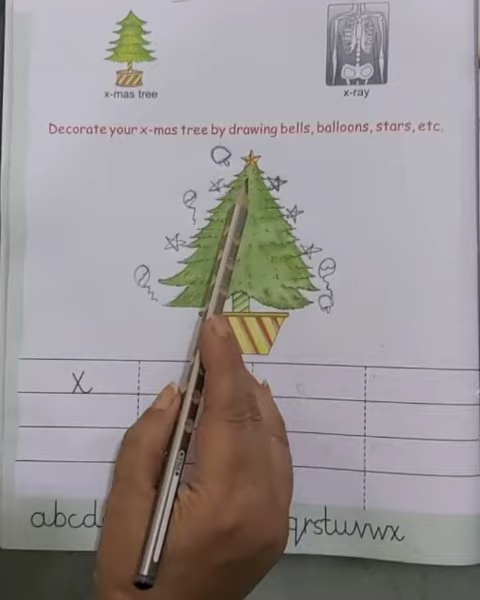 x-mas tree
x-ray
Decorate your x-mas tree by drawing bells, balloons, stars, etc.
x
abcd
qrstuvwx